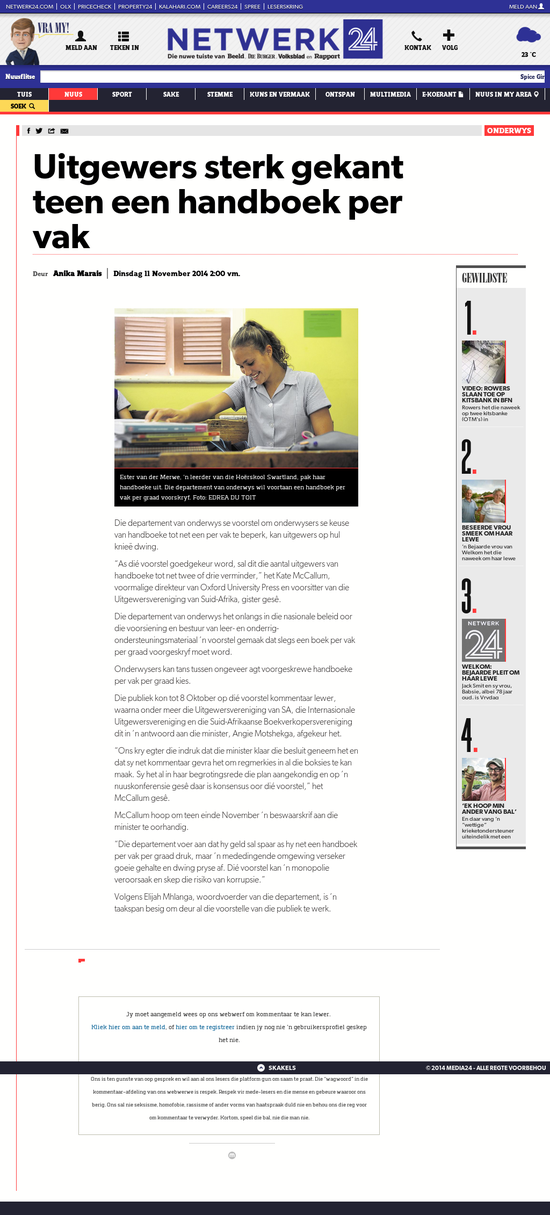 NETWERK24.COM | OLX | PRICECHECK | PROPERTY24 | KALAHARI.COM | CAREERS24 | SPREE | LEISERSKRING
MELD AAN
VRA MY!
MELD AAN
TEKEN IN
NETWERK 24
Die nuwe tuiste van Beeld, DIE BURGER, Volksblad en Rapport
KONTAK
VOLG
23 °C
Nuusflitse
Spice Gir
TUIS
NUUS
SPORT
SAKE
STEMME
KUNS EN VERMAAK
ONTSPAN
MULTIMEDIA
E-KOERANT
NUUS IN MY AREA
SOEK
ONDERWYS
Uitgewers sterk gekant
teen een handboek per
vak
Deur Anika Marais | Dinsdag 11 November 2014 2:00 vm.
Ester van der Merwe, 'n leerder van die Hoërskool Swartland, pak haar
handboeke uit. Die departement van onderwys wil voortaan een handboek per
vak per graad voorskryf. Foto: EDREA DU TOIT
Die departement van onderwys se voorstel om onderwysers se keuse
van handboeke tot net een per vak te beperk, kan uitgewers op hul
knieë dwing.
“As dié voorstel goedgekeur word, sal dit die aantal uitgewers van
handboeke tot net twee of drie verminder,” het Kate McCallum,
voormalige direkteur van Oxford University Press en voorsitter van die
Uitgewersvereniging van Suid-Afrika, gister gesê.
Die departement van onderwys het onlangs in die nasionale beleid oor
die voorsiening en bestuur van leer- en onderrig-
ondersteuningsmateriaal ’n voorstel gemaak dat slegs een boek per vak
per graad voorgeskryf moet word.
Onderwysers kan tans tussen ongeveer agt voorgeskrewe handboeke
per vak per graad kies.
Die publiek kon tot 8 Oktober op dié voorstel kommentaar lewer,
waarna onder meer die Uitgewersvereniging van SA, die Internasionale
Uitgewersvereniging en die Suid-Afrikaanse Boekverkopersvereniging
dit in ’n antwoord aan die minister, Angie Motshekga, afgekeur het.
“Ons kry egter die indruk dat die minister klaar die besluit geneem het en
dat sy net kommentaar gevra het om regmerkies in al die boksies te kan
maak. Sy het al in haar begrotingsrede die plan aangekondig en op ’n
nuuskonferensie gesê daar is konsensus oor dié voorstel,” het
McCallum gesê.
McCallum hoop om teen einde November ’n beswaarskrif aan die
minister te oorhandig.
“Die departement voer aan dat hy geld sal spaar as hy net een handboek
per vak per graad druk, maar ’n mededingende omgewing verseker
goeie gehalte en dwing pryse af. Dié voorstel kan ’n monopolie
veroorsaak en skep die risiko van korrupsie.”
Volgens Elijah Mhlanga, woordvoerder van die departement, is ’n
taakspan besig om deur al die voorstelle van die publiek te werk.
GEWILDSTE
1.
VIDEO: ROWERS
SLAAN TOE OP
KITSBANK IN BFN
Rowers het die naweek
op twee kitsbanke
(OTM's) in
2.
BESEERDE VROU
SMEEK OM HAAR
LEWE
'n Bejaarde vrou van
Welkom het die
naweek om haar lewe
3.
NETWERK
24
WELKOM:
BEJAARDE PLEIT OM
HAAR LEWE
Jack Smit en sy vrou,
Babsie, albei 78 jaar
oud, is Vrydag
4.
‘EK HOOP MIN
ANDER VANG BAL’
En daar vang 'n
"wettige"
krieketondersteuner
uiteindelik met een
Jy moet aangemeld wees op ons webwerf om kommentaar te kan lewer.
Kliek hier om aan te meld, of hier om te registreer indien jy nog nie 'n gebruikersprofiel geskep
het nie.
SKAKELS
© 2014 MEDIA24 - ALLE REGTE VOORBEHOU
Ons is ten gunste van oop gesprek en wil aan al ons lesers die platform gun om saam te praat. Die "wagwoord" in die
kommentaar-afdeling van ons webwerwe is respek. Respek vir mede-lesers en die mense en gebeure waaroor ons
berig. Ons sal nie seksisme, homofobie, rassisme of ander vorms van haatspraak duld nie en behou ons die reg voor
om kommentaar te verwyder. Kortom, speel die bal, nie die man nie.